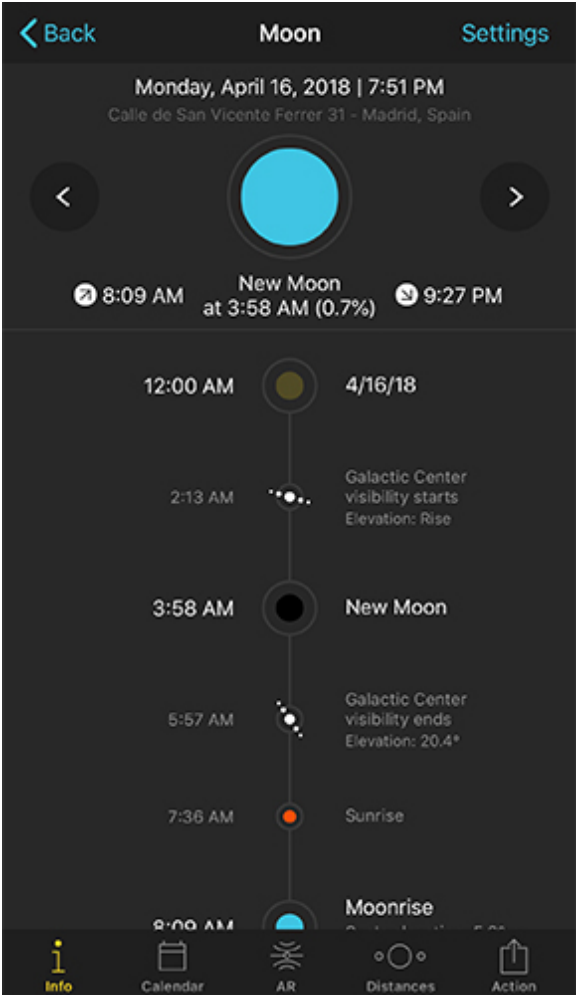 Back Moon Settings
Monday, April 16, 2018 | 7:51 PM
Calle de San Vicente Ferrer 31 - Madrid, Spain
8:09 AM
New Moon
at 3:58 AM (0.7%)
9:27 PM
12:00 AM 4/16/18
2:13 AM
Galactic Center
visibility starts
Elevation: Rise
3:58 AM New Moon
5:57 AM
Galactic Center
visibility ends
Elevation: 20.4°
7:36 AM Sunrise
8:09 AM
Moonrise
Info Calendar AR Distances Action